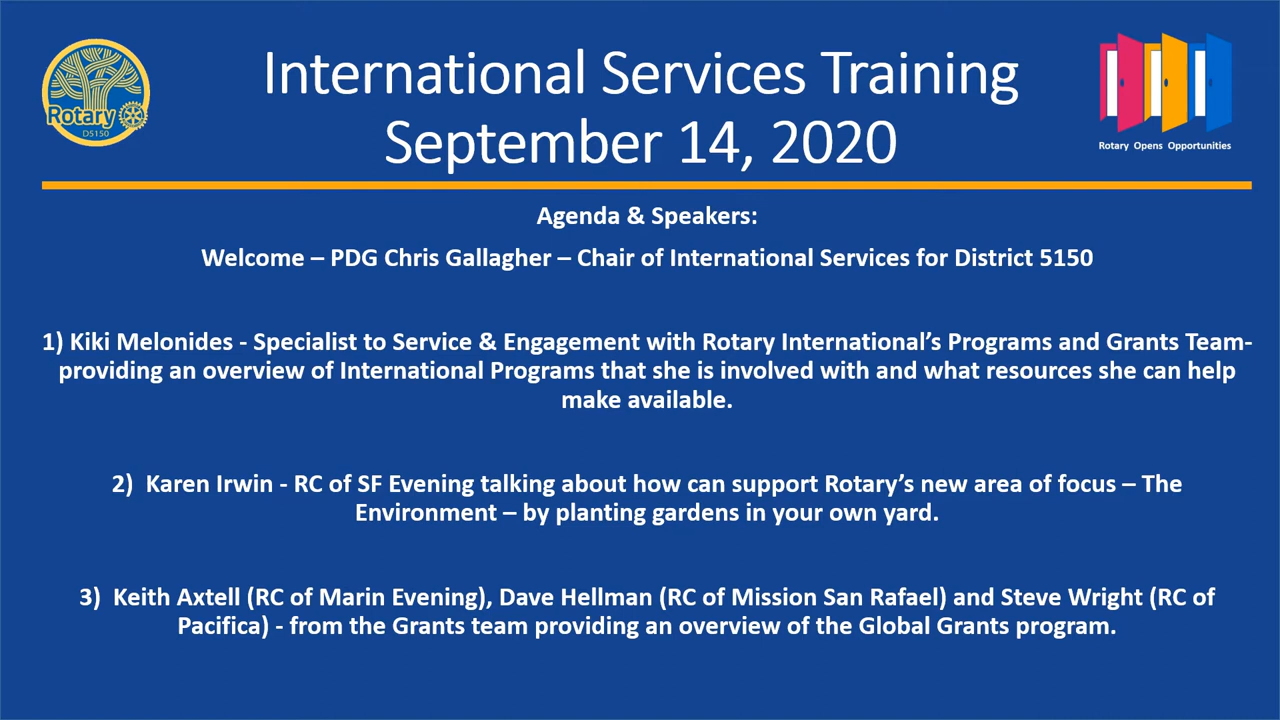 International Services Training
September 14, 2020
Rotary
D5150
Rotary Opens Opportunities
Agenda & Speakers:
Welcome – PDG Chris Gallagher – Chair of International Services for District 5150
1) Kiki Melonides - Specialist to Service & Engagement with Rotary International’s Programs and Grants Team-
providing an overview of International Programs that she is involved with and what resources she can help
make available.
2) Karen Irwin - RC of SF Evening talking about how can support Rotary’s new area of focus – The
Environment – by planting gardens in your own yard.
3) Keith Axtell (RC of Marin Evening), Dave Hellman (RC of Mission San Rafael) and Steve Wright (RC of
Pacifica) - from the Grants team providing an overview of the Global Grants program.